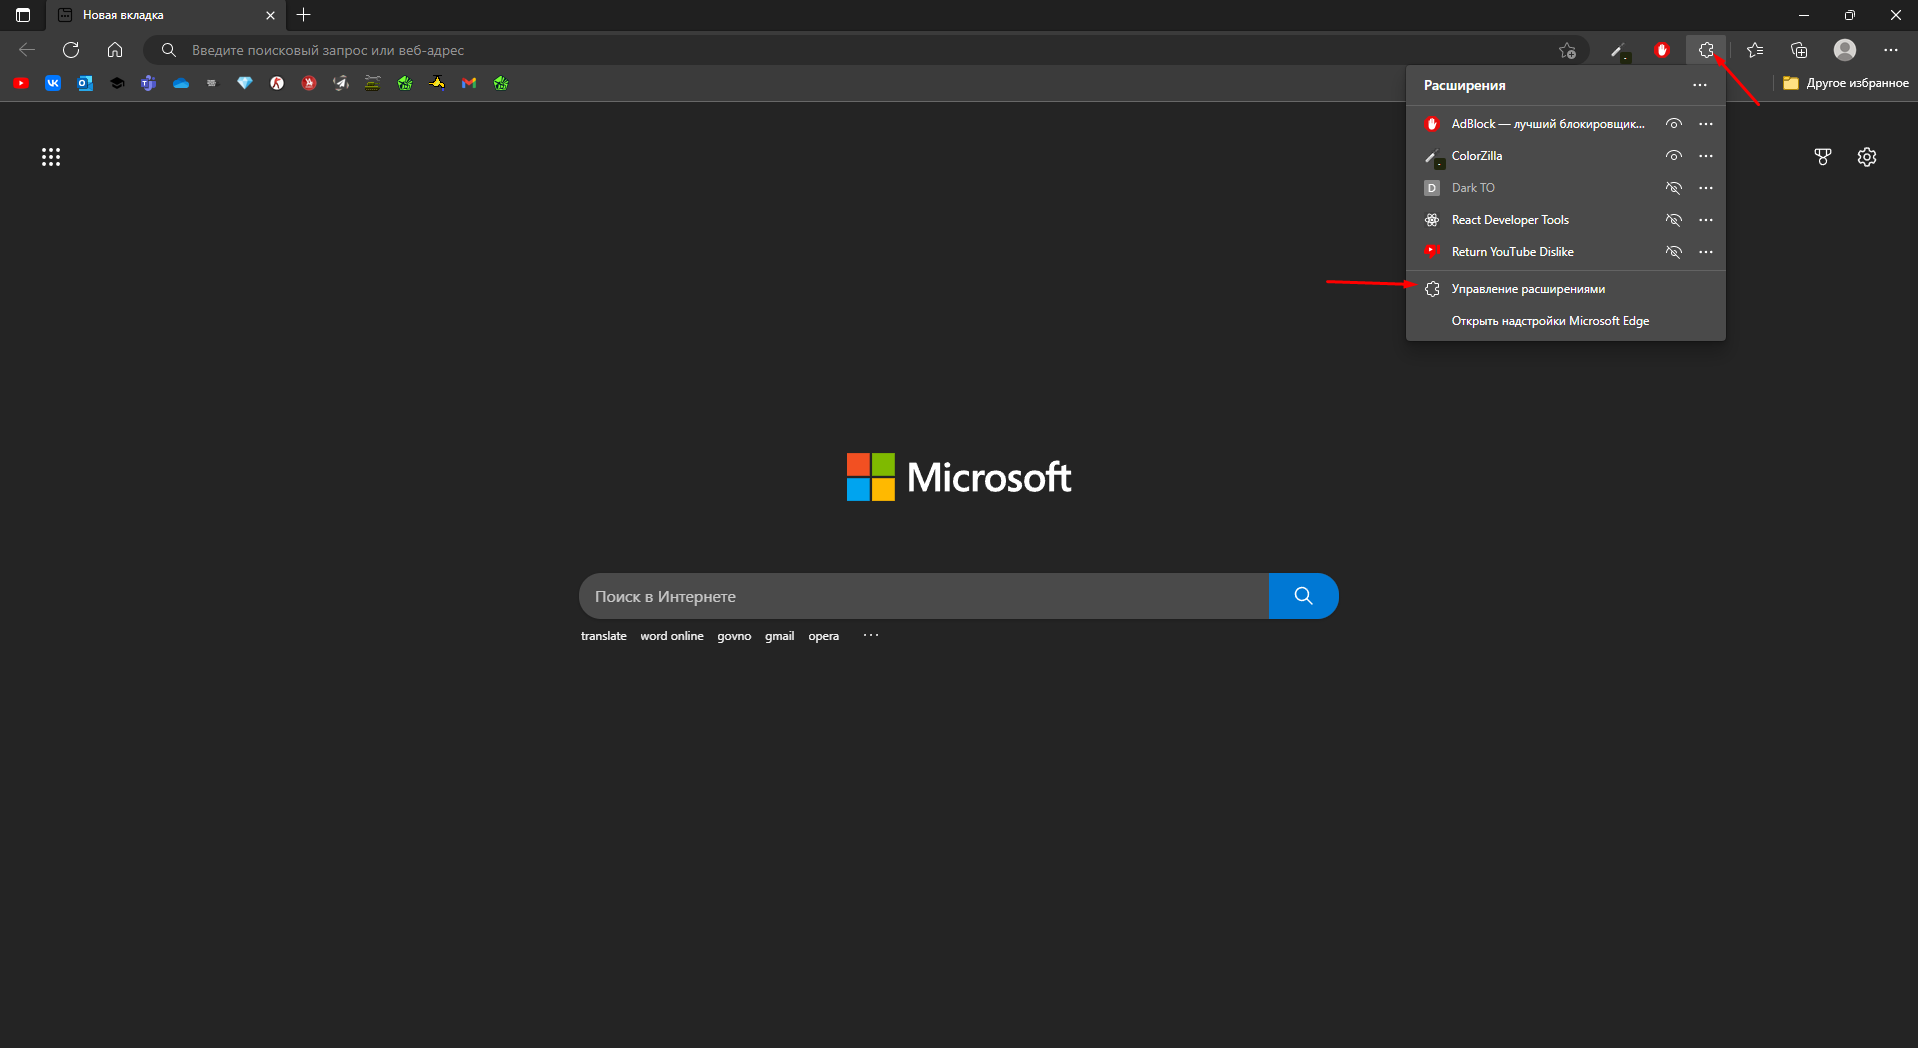 Новая вкладка
Введите поисковый запрос или веб-адрес
Другое избранное
Расширения
AdBlock — лучший блокировщик...
ColorZilla
D Dark TO
React Developer Tools
Return YouTube Dislike
Управление расширениями
Открыть надстройки Microsoft Edge
Microsoft
Поиск в Интернете
translate word online govno gmail opera